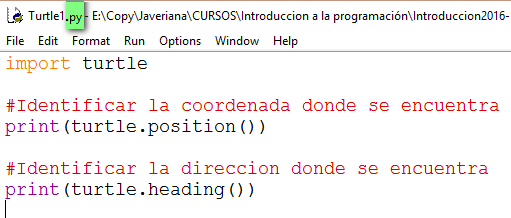 Turtle1.py - E:\Copy\Javeriana\CURSOS\Introduccion a la programación\Introduccion2016-
File Edit Format Run Options Window Help
import turtle
#Identificar la coordenada donde se encuentra
print(turtle.position())
#Identificar la direccion donde se encuentra
print(turtle.heading())